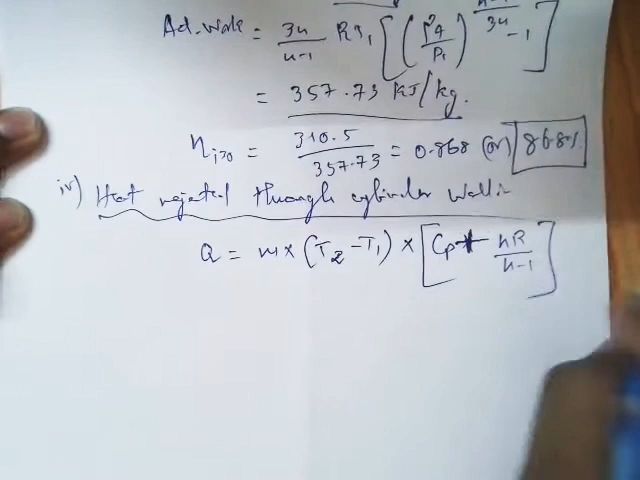 Ad. Work = 3n/n-1 RT₁ [(P₄/P₁)^(n-1/3n) - 1]
= 357.73 KJ/kg.
η iso = 310.5/357.73 = 0.868 (or) 86.8%
iv) Heat rejected through cylinder walls
Q = m × (T₂ - T₁) × [Cp - nR/n-1]